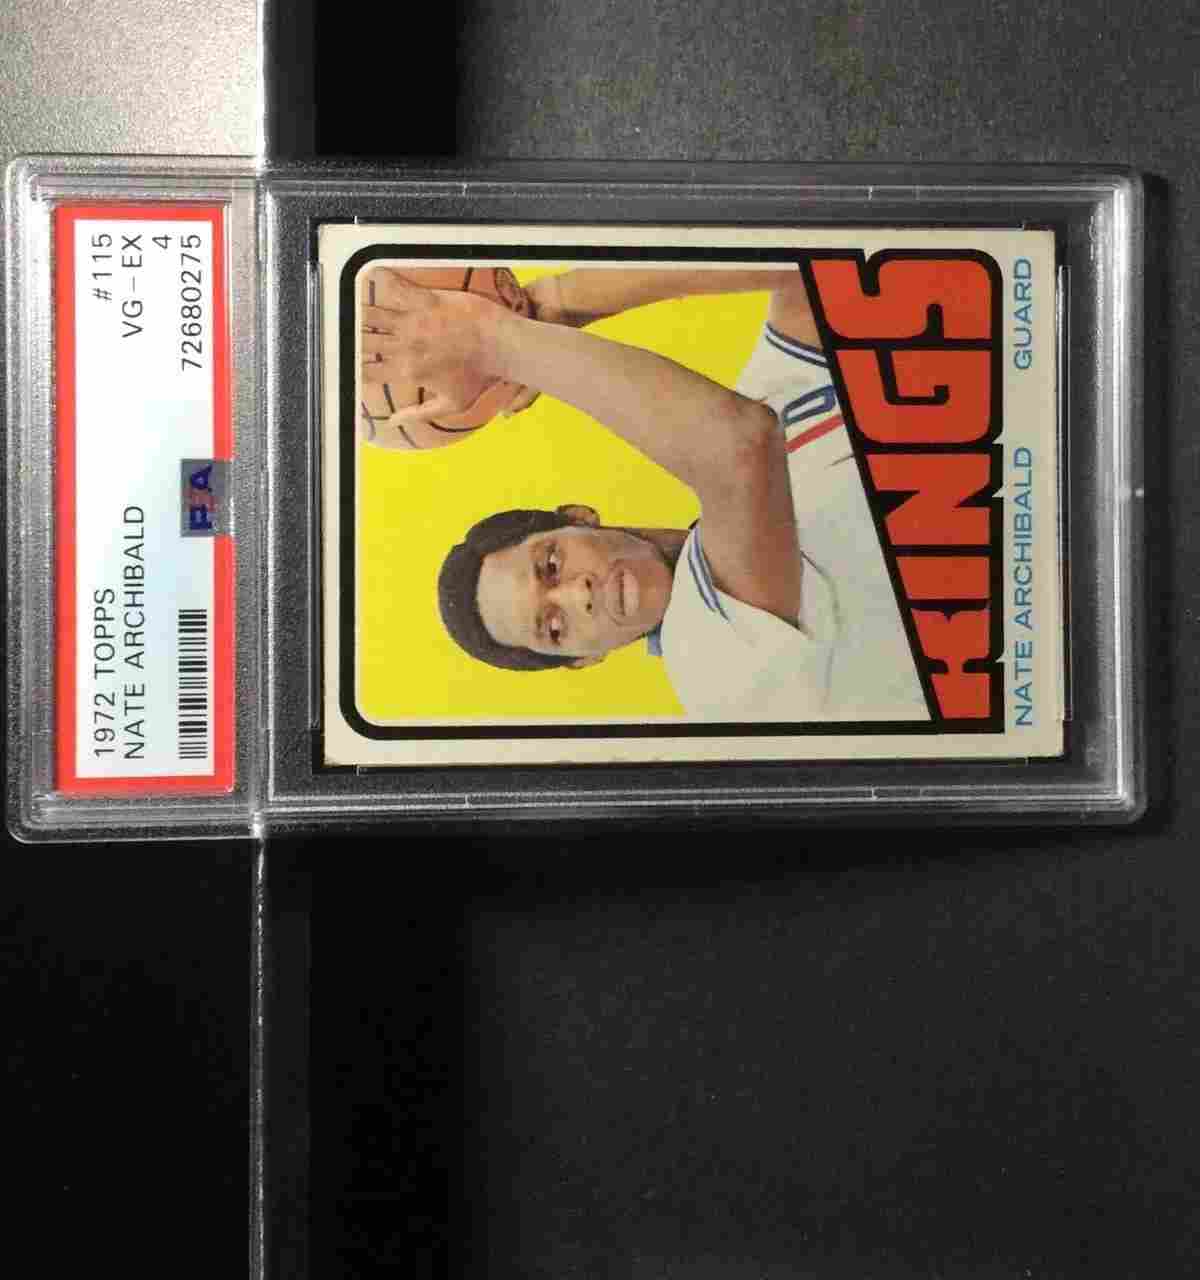 1972 TOPPS #115
NATE ARCHIBALD VG-EX
4
72680275
PSA
KINGS
NATE ARCHIBALD GUARD